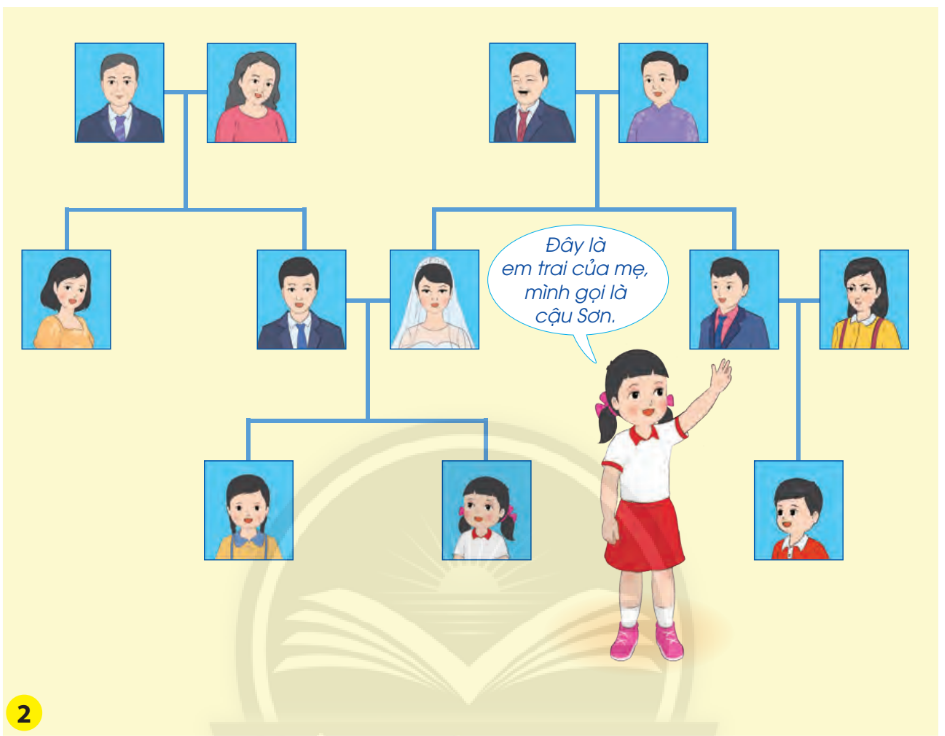 Đây là
em trai của mẹ,
mình gọi là
cậu Sơn.
2